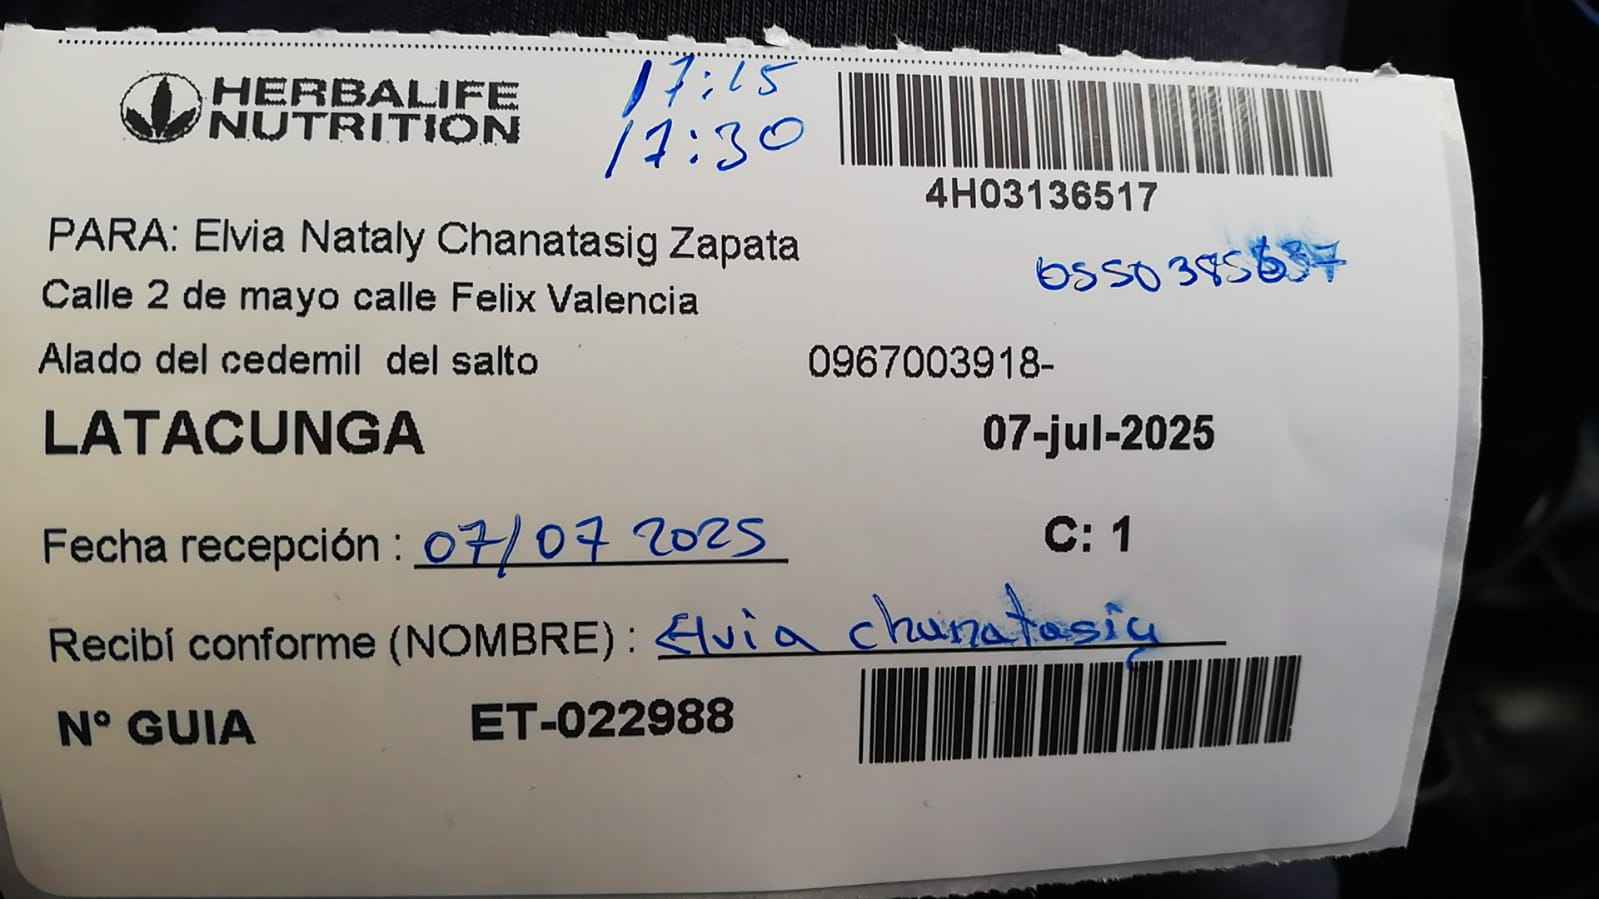 HERBALIFE
NUTRITION
17:15
17:30
4H03136517
PARA: Elvia Nataly Chanatasig Zapata
Calle 2 de mayo calle Felix Valencia
Alado del cedemil del salto
0967003918-
LATACUNGA
07-jul-2025
Fecha recepción : 07/07 2025
C: 1
Recibí conforme (NOMBRE) : Elvia chanatasig
Nº GUIA ET-022988